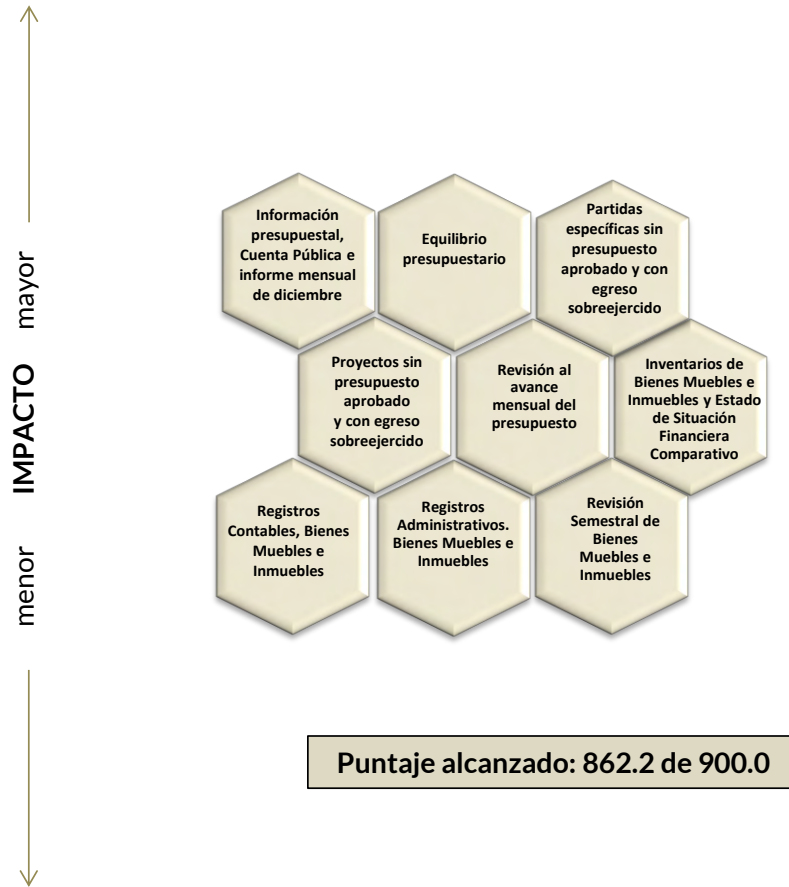 mayor
IMPACTO
menor
Información
presupuestal,
Cuenta Pública e
informe mensual
de diciembre
Equilibrio
presupuestario
Partidas
específicas sin
presupuesto
aprobado y con
egreso
sobreejercido
Proyectos sin
presupuesto
aprobado
y con egreso
sobreejercido
Revisión al
avance
mensual del
presupuesto
Inventarios de
Bienes Muebles e
Inmuebles y Estado
de Situación
Financiera
Comparativo
Registros
Contables, Bienes
Muebles e
Inmuebles
Registros
Administrativos.
Bienes Muebles e
Inmuebles
Revisión
Semestral de
Bienes
Muebles e
Inmuebles
Puntaje alcanzado: 862.2 de 900.0